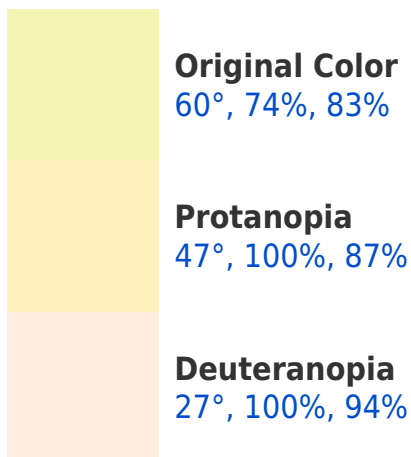 Original Color
60°, 74%, 83%
Protanopia
47°, 100%, 87%
Deuteranopia
27°, 100%, 94%